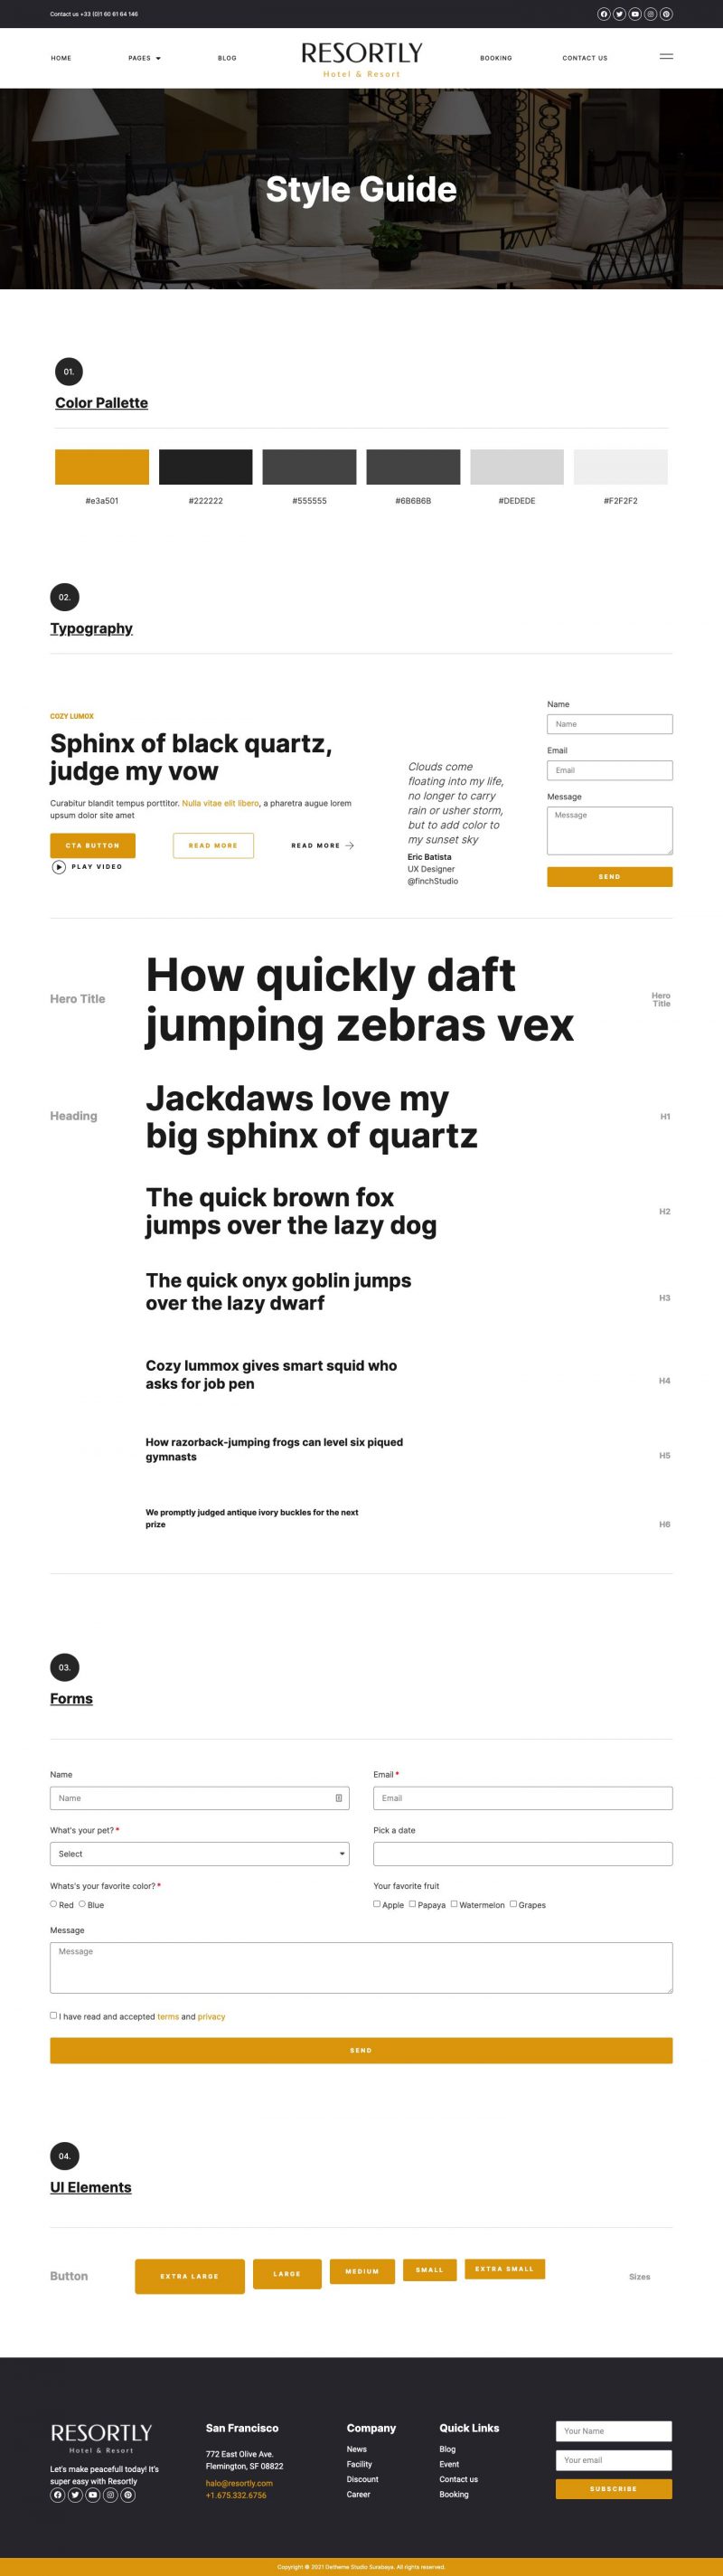 Contact us +33 (0)1 60 61 64 146
HOME
PAGES
BLOG
RESORTLY
Hotel & Resort
BOOKING
CONTACT US
Style Guide
01.
Color Pallette
#e3a501
#222222
#555555
#6B6B6B
#DEDEDE
#F2F2F2
02.
Typography
COZY LUMOX
Sphinx of black quartz,
judge my vow
Curabitur blandit tempus porttitor. Nulla vitae elit libero, a pharetra augue lorem
upsum dolor site amet
CTA BUTTON
READ MORE
READ MORE
PLAY VIDEO
Clouds come
floating into my life,
no longer to carry
rain or usher storm,
but to add color to
my sunset sky
Eric Batista
UX Designer
@finchStudio
Name
Name
Email
Email
Message
Message
SEND
Hero Title
How quickly daft
jumping zebras vex
Hero
Title
Heading
Jackdaws love my
big sphinx of quartz
H1
The quick brown fox
jumps over the lazy dog
H2
The quick onyx goblin jumps
over the lazy dwarf
H3
Cozy lummox gives smart squid who
asks for job pen
H4
How razorback-jumping frogs can level six piqued
gymnasts
H5
We promptly judged antique ivory buckles for the next
prize
H6
03.
Forms
Name
Name
Email *
Email
What's your pet? *
Select
Pick a date
Whats's your favorite color? *
Red Blue
Your favorite fruit
Apple Papaya Watermelon Grapes
Message
Message
I have read and accepted terms and privacy
SEND
04.
UI Elements
Button
EXTRA LARGE
LARGE
MEDIUM
SMALL
EXTRA SMALL
Sizes
RESORTLY
Hotel & Resort
Let's make peacefull today! It's
super easy with Resortly
San Francisco
772 East Olive Ave.
Flemington, SF 08822
halo@resortly.com
+1.675.332.6756
Company
News
Facility
Discount
Career
Quick Links
Blog
Event
Contact us
Booking
Your Name
Your email
SUBSCRIBE
Copyright © 2021 Detheme Studio Surabaya. All rights reserved.